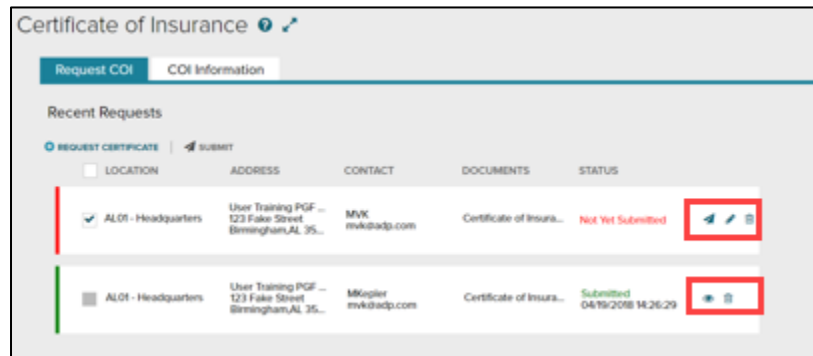 Certificate of Insurance ?
Request COI COI Information
Recent Requests
REQUEST CERTIFICATE | SUBMIT
LOCATION ADDRESS CONTACT DOCUMENTS STATUS
AL01 - Headquarters
User Training PGF ...
123 Fake Street
Birmingham,AL 35...
MVK
mvk@adp.com
Certificate of Insura...
Not Yet Submitted
AL01 - Headquarters
User Training PGF ...
123 Fake Street
Birmingham,AL 35...
MKepler
mvk@adp.com
Certificate of Insura...
Submitted
04/19/2018 14:26:29